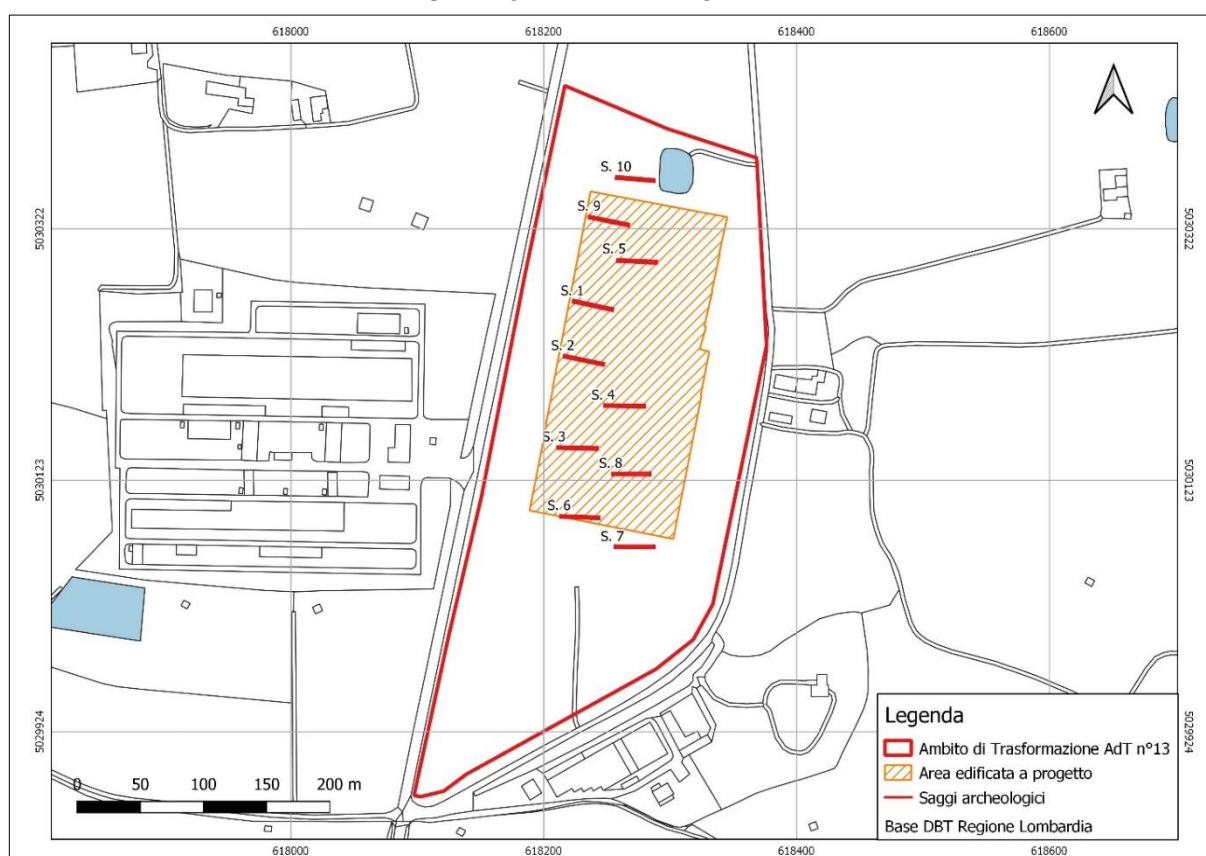 618000 618200 618400 618600
S. 10
5030322 S. 9 5030322
S. 5
S. 1
S. 2
S. 4
S. 3
S. 8
5030123 5030123
S. 6
S. 7
Legenda
5029924 Ambito di Trasformazione AdT n°13 5029924
Area edificata a progetto
0 50 100 150 200 m
Saggi archeologici
Base DBT Regione Lombardia
618000 618200 618400 618600